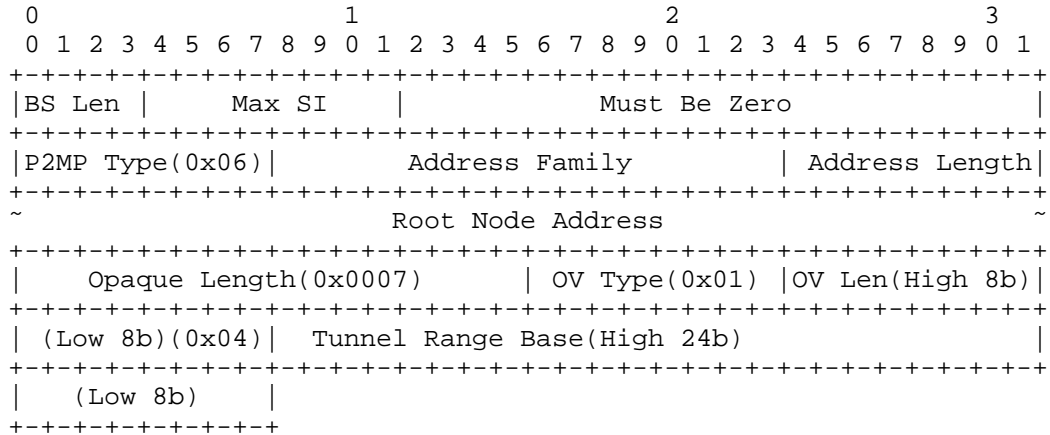 0                   1                   2                   3
 0 1 2 3 4 5 6 7 8 9 0 1 2 3 4 5 6 7 8 9 0 1 2 3 4 5 6 7 8 9 0 1
+-+-+-+-+-+-+-+-+-+-+-+-+-+-+-+-+-+-+-+-+-+-+-+-+-+-+-+-+-+-+-+-+
|BS Len |     Max SI    |            Must Be Zero               |
+-+-+-+-+-+-+-+-+-+-+-+-+-+-+-+-+-+-+-+-+-+-+-+-+-+-+-+-+-+-+-+-+
|P2MP Type(0x06)|        Address Family         | Address Length|
+-+-+-+-+-+-+-+-+-+-+-+-+-+-+-+-+-+-+-+-+-+-+-+-+-+-+-+-+-+-+-+-+
~                       Root Node Address                       ~
+-+-+-+-+-+-+-+-+-+-+-+-+-+-+-+-+-+-+-+-+-+-+-+-+-+-+-+-+-+-+-+-+
|    Opaque Length(0x0007)      | OV Type(0x01) |OV Len(High 8b)|
+-+-+-+-+-+-+-+-+-+-+-+-+-+-+-+-+-+-+-+-+-+-+-+-+-+-+-+-+-+-+-+-+
| (Low 8b)(0x04)|  Tunnel Range Base(High 24b)                  |
+-+-+-+-+-+-+-+-+-+-+-+-+-+-+-+-+-+-+-+-+-+-+-+-+-+-+-+-+-+-+-+-+
|   (Low 8b)    |
+-+-+-+-+-+-+-+-+